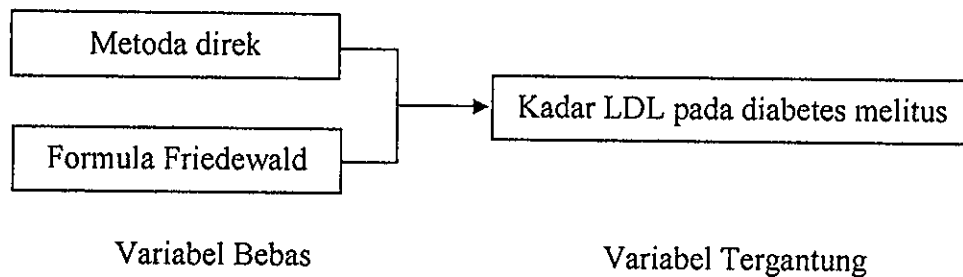 Metoda direk
Kadar LDL pada diabetes melitus
Formula Friedewald
Variabel Bebas
Variabel Tergantung